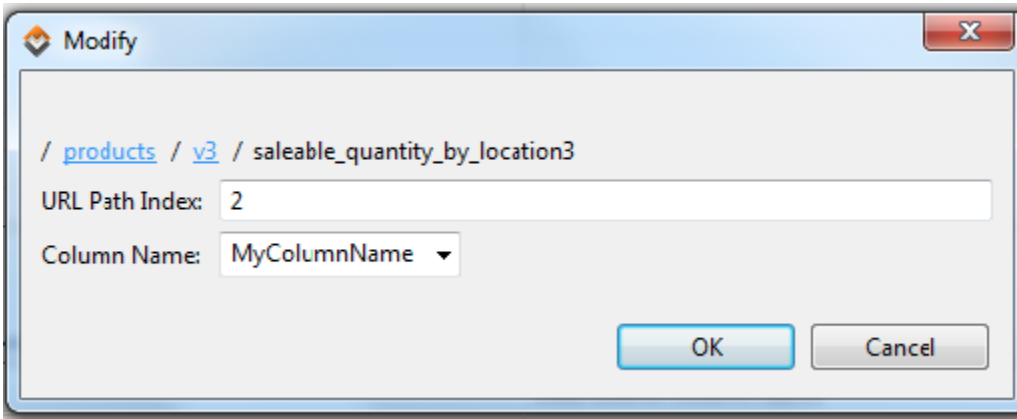 Modify
/ products / v3 / saleable_quantity_by_location3
URL Path Index: 2
Column Name: MyColumnName
OK Cancel